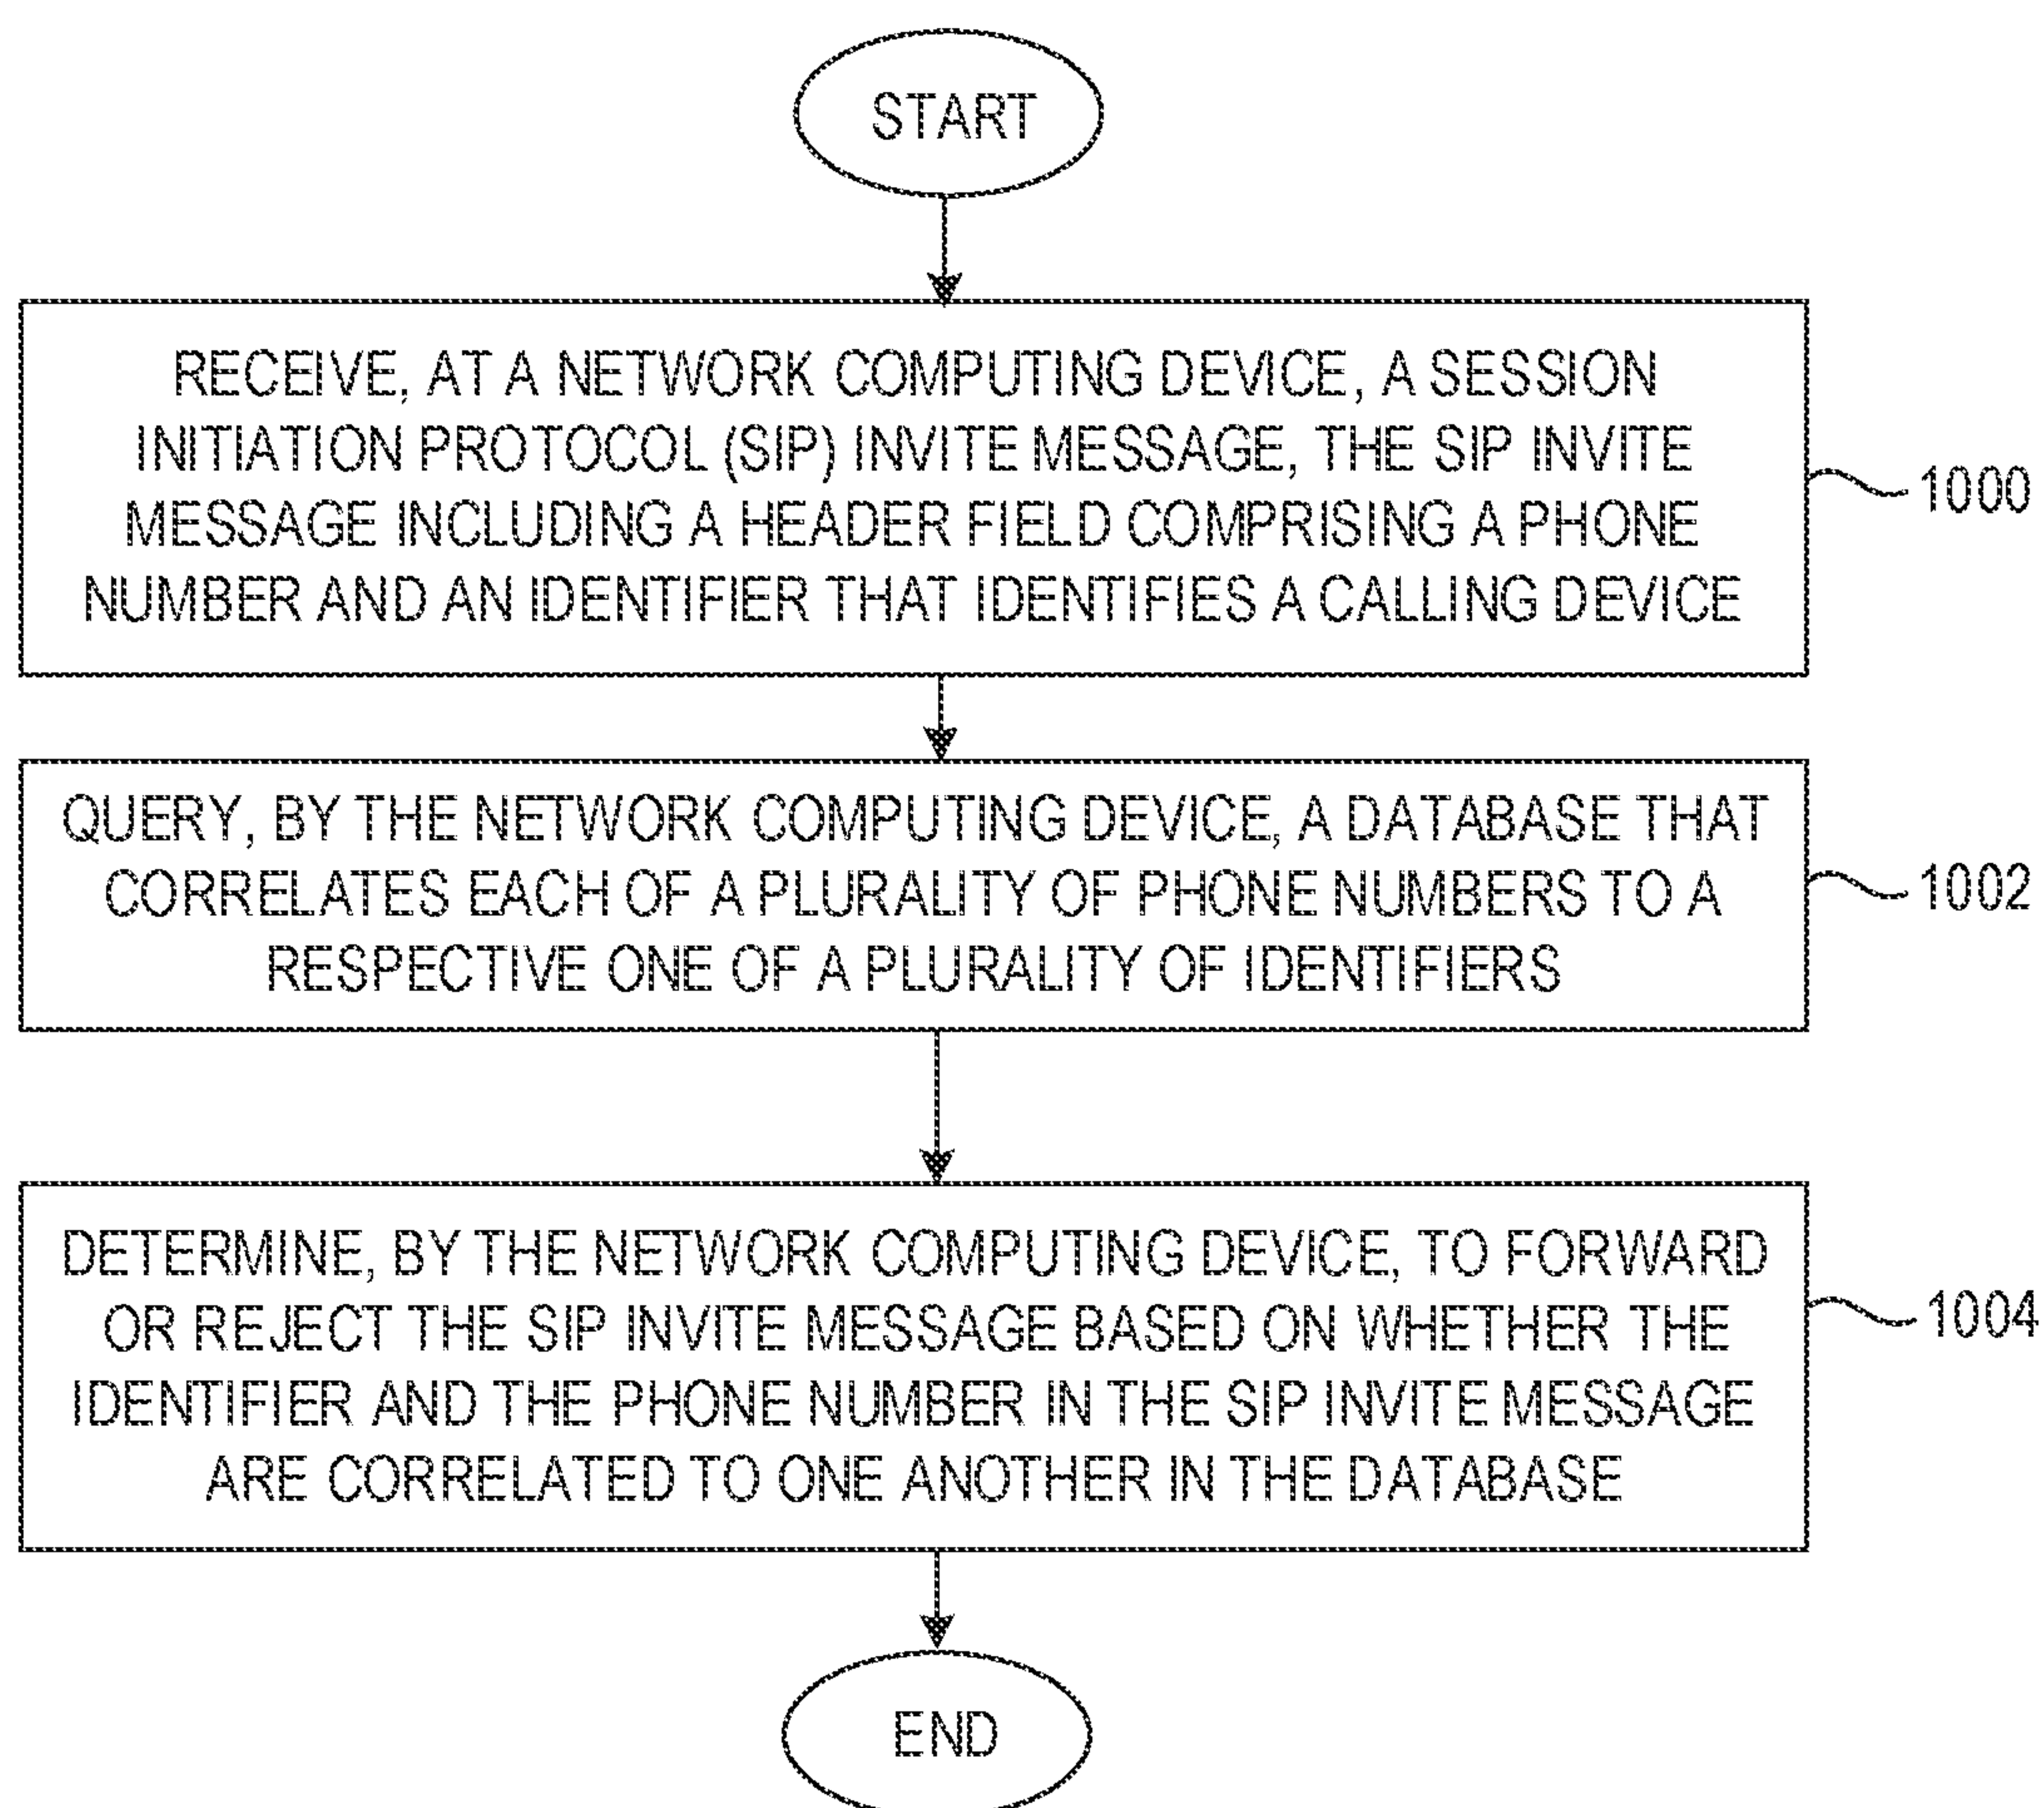 START
RECEIVE, AT A NETWORK COMPUTING DEVICE, A SESSION
INITIATION PROTOCOL (SIP) INVITE MESSAGE, THE SIP INVITE
MESSAGE INCLUDING A HEADER FIELD COMPRISING A PHONE
NUMBER AND AN IDENTIFIER THAT IDENTIFIES A CALLING DEVICE
1000
QUERY, BY THE NETWORK COMPUTING DEVICE, A DATABASE THAT
CORRELATES EACH OF A PLURALITY OF PHONE NUMBERS TO A
RESPECTIVE ONE OF A PLURALITY OF IDENTIFIERS
1002
DETERMINE, BY THE NETWORK COMPUTING DEVICE, TO FORWARD
OR REJECT THE SIP INVITE MESSAGE BASED ON WHETHER THE
IDENTIFIER AND THE PHONE NUMBER IN THE SIP INVITE MESSAGE
ARE CORRELATED TO ONE ANOTHER IN THE DATABASE
1004
END